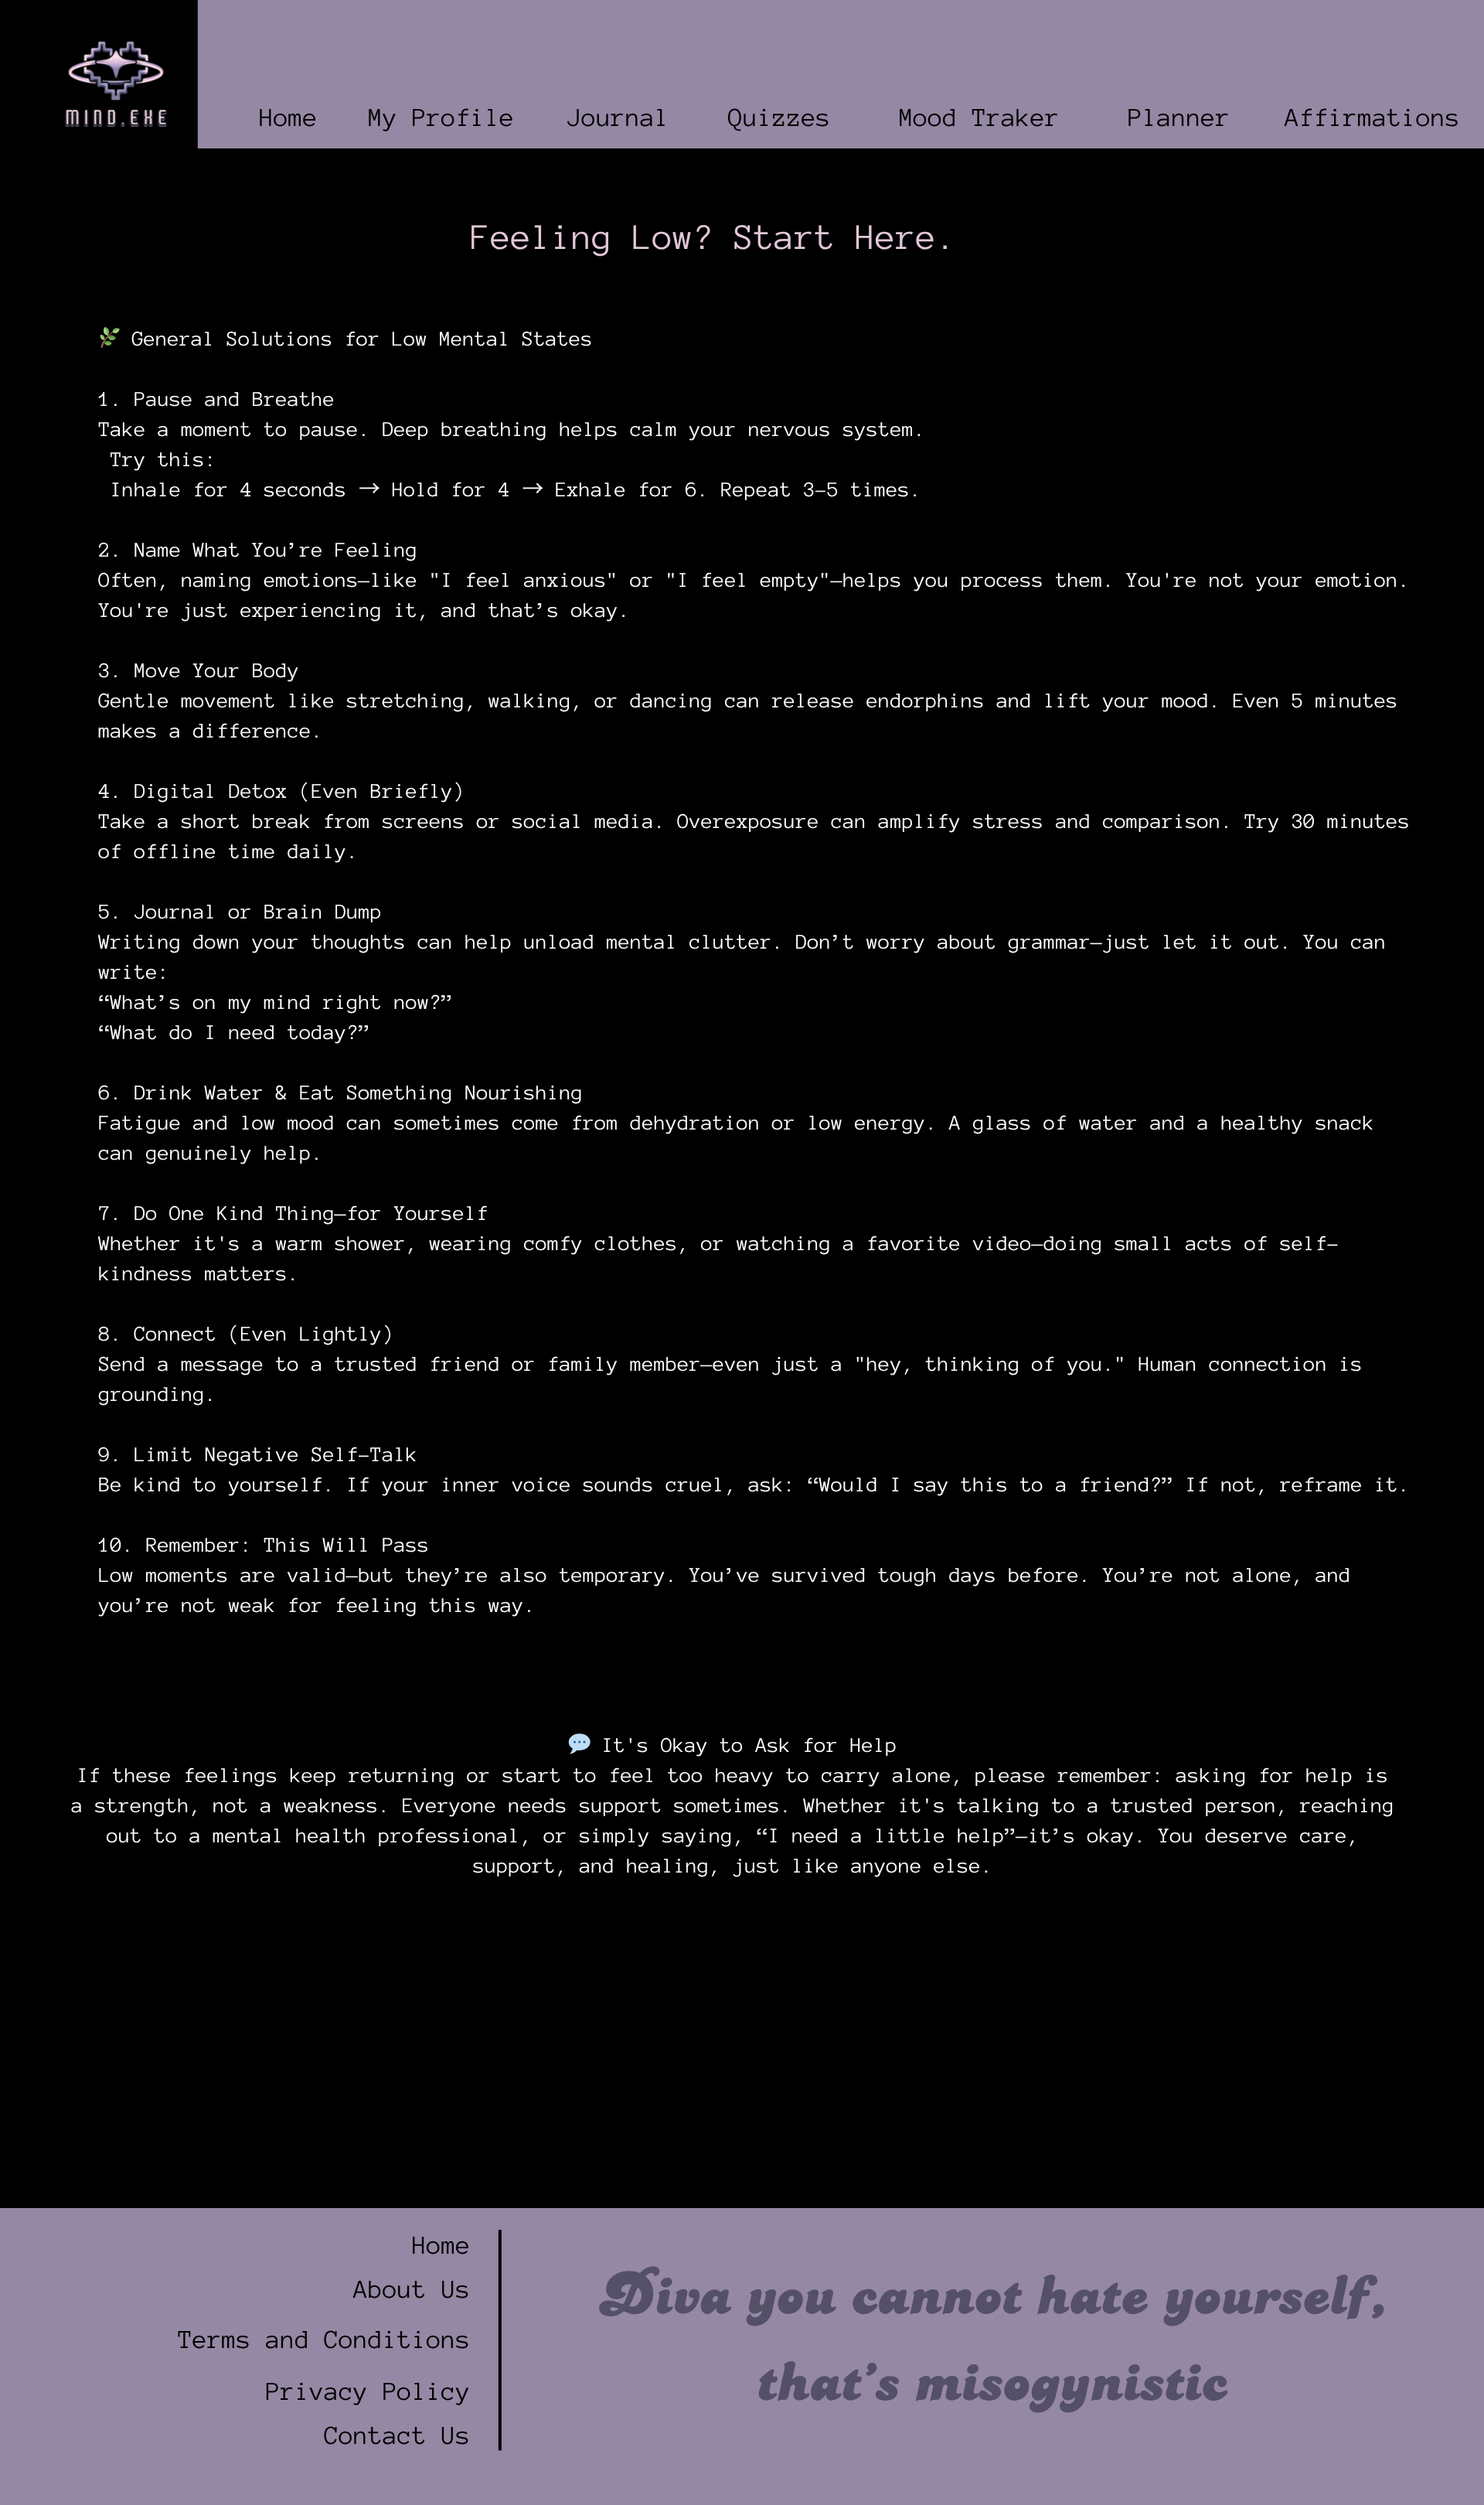 MIND.EXE
Home My Profile Journal Quizzes Mood Traker Planner Affirmations
Feeling Low? Start Here.
🌿 General Solutions for Low Mental States
1. Pause and Breathe
Take a moment to pause. Deep breathing helps calm your nervous system.
Try this:
Inhale for 4 seconds → Hold for 4 → Exhale for 6. Repeat 3–5 times.
2. Name What You’re Feeling
Often, naming emotions—like "I feel anxious" or "I feel empty"—helps you process them. You're not your emotion.
You're just experiencing it, and that’s okay.
3. Move Your Body
Gentle movement like stretching, walking, or dancing can release endorphins and lift your mood. Even 5 minutes
makes a difference.
4. Digital Detox (Even Briefly)
Take a short break from screens or social media. Overexposure can amplify stress and comparison. Try 30 minutes
of offline time daily.
5. Journal or Brain Dump
Writing down your thoughts can help unload mental clutter. Don’t worry about grammar—just let it out. You can
write:
“What’s on my mind right now?”
“What do I need today?”
6. Drink Water & Eat Something Nourishing
Fatigue and low mood can sometimes come from dehydration or low energy. A glass of water and a healthy snack
can genuinely help.
7. Do One Kind Thing—for Yourself
Whether it's a warm shower, wearing comfy clothes, or watching a favorite video—doing small acts of self-
kindness matters.
8. Connect (Even Lightly)
Send a message to a trusted friend or family member—even just a "hey, thinking of you." Human connection is
grounding.
9. Limit Negative Self-Talk
Be kind to yourself. If your inner voice sounds cruel, ask: “Would I say this to a friend?” If not, reframe it.
10. Remember: This Will Pass
Low moments are valid—but they’re also temporary. You’ve survived tough days before. You’re not alone, and
you’re not weak for feeling this way.
💬 It's Okay to Ask for Help
If these feelings keep returning or start to feel too heavy to carry alone, please remember: asking for help is
a strength, not a weakness. Everyone needs support sometimes. Whether it's talking to a trusted person, reaching
out to a mental health professional, or simply saying, “I need a little help”—it’s okay. You deserve care,
support, and healing, just like anyone else.
Home
About Us
Terms and Conditions
Privacy Policy
Contact Us
Diva you cannot hate yourself,
that’s misogynistic